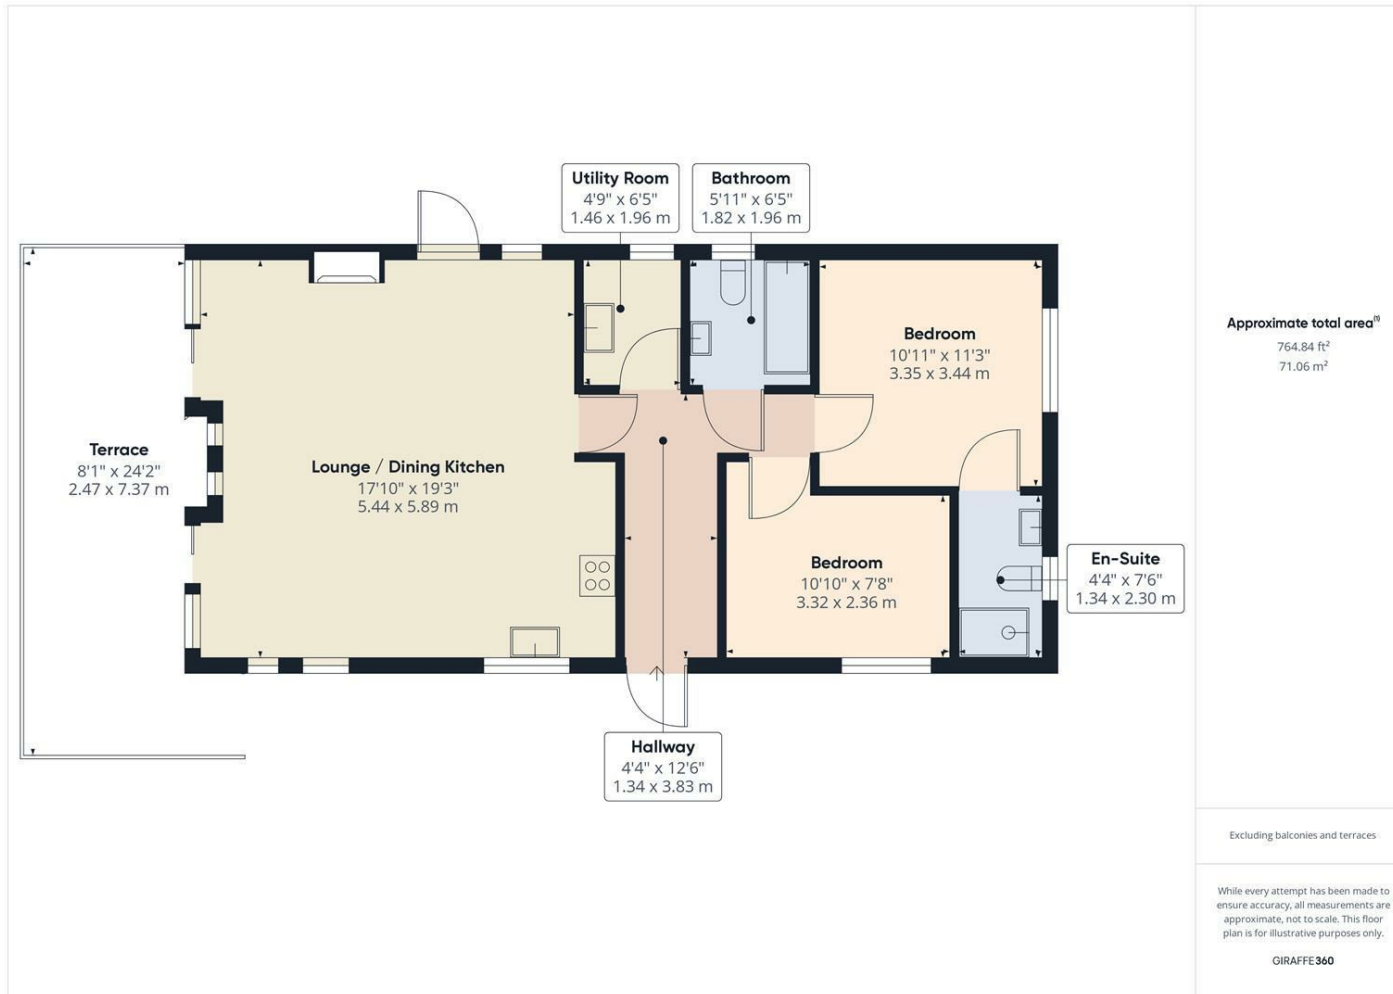 Utility Room
4'9" x 6'5"
1.46 x 1.96 m
Bathroom
5'11" x 6'5"
1.82 x 1.96 m
Bedroom
10'11" x 11'3"
3.35 x 3.44 m
Terrace
8'1" x 24'2"
2.47 x 7.37 m
Lounge / Dining Kitchen
17'10" x 19'3"
5.44 x 5.89 m
Bedroom
10'10" x 7'8"
3.32 x 2.36 m
En-Suite
4'4" x 7'6"
1.34 x 2.30 m
Hallway
4'4" x 12'6"
1.34 x 3.83 m
Approximate total area⁽¹⁾
764.84 ft²
71.06 m²
Excluding balconies and terraces
While every attempt has been made to
ensure accuracy, all measurements are
approximate, not to scale. This floor
plan is for illustrative purposes only.
GIRAFFE360